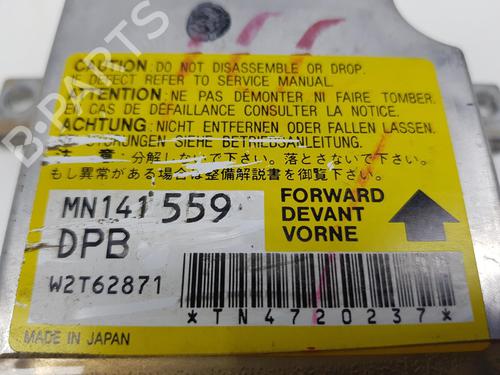 CAUTION: DO NOT DISASSEMBLE OR DROP.
IF DEFECT REFER TO SERVICE MANUAL.
ATTENTION: NE PAS DÉMONTER NI FAIRE TOMBER.
EN CAS DE DÉFAILLANCE CONSULTER LA NOTICE.
ACHTUNG: NICHT ENTFERNEN ODER FALLEN LASSEN.
STÖRUNGEN SIEHE BETRIEBSANLEITUNG.
注 意: 分解しないで下さい。落とさないで下さい。
もし異常がある場合は整備解説書を御覧下さい。
MN141559
DPB
W2T62871
FORWARD
DEVANT
VORNE
*TN4720237*
MADE IN JAPAN
B-PARTS